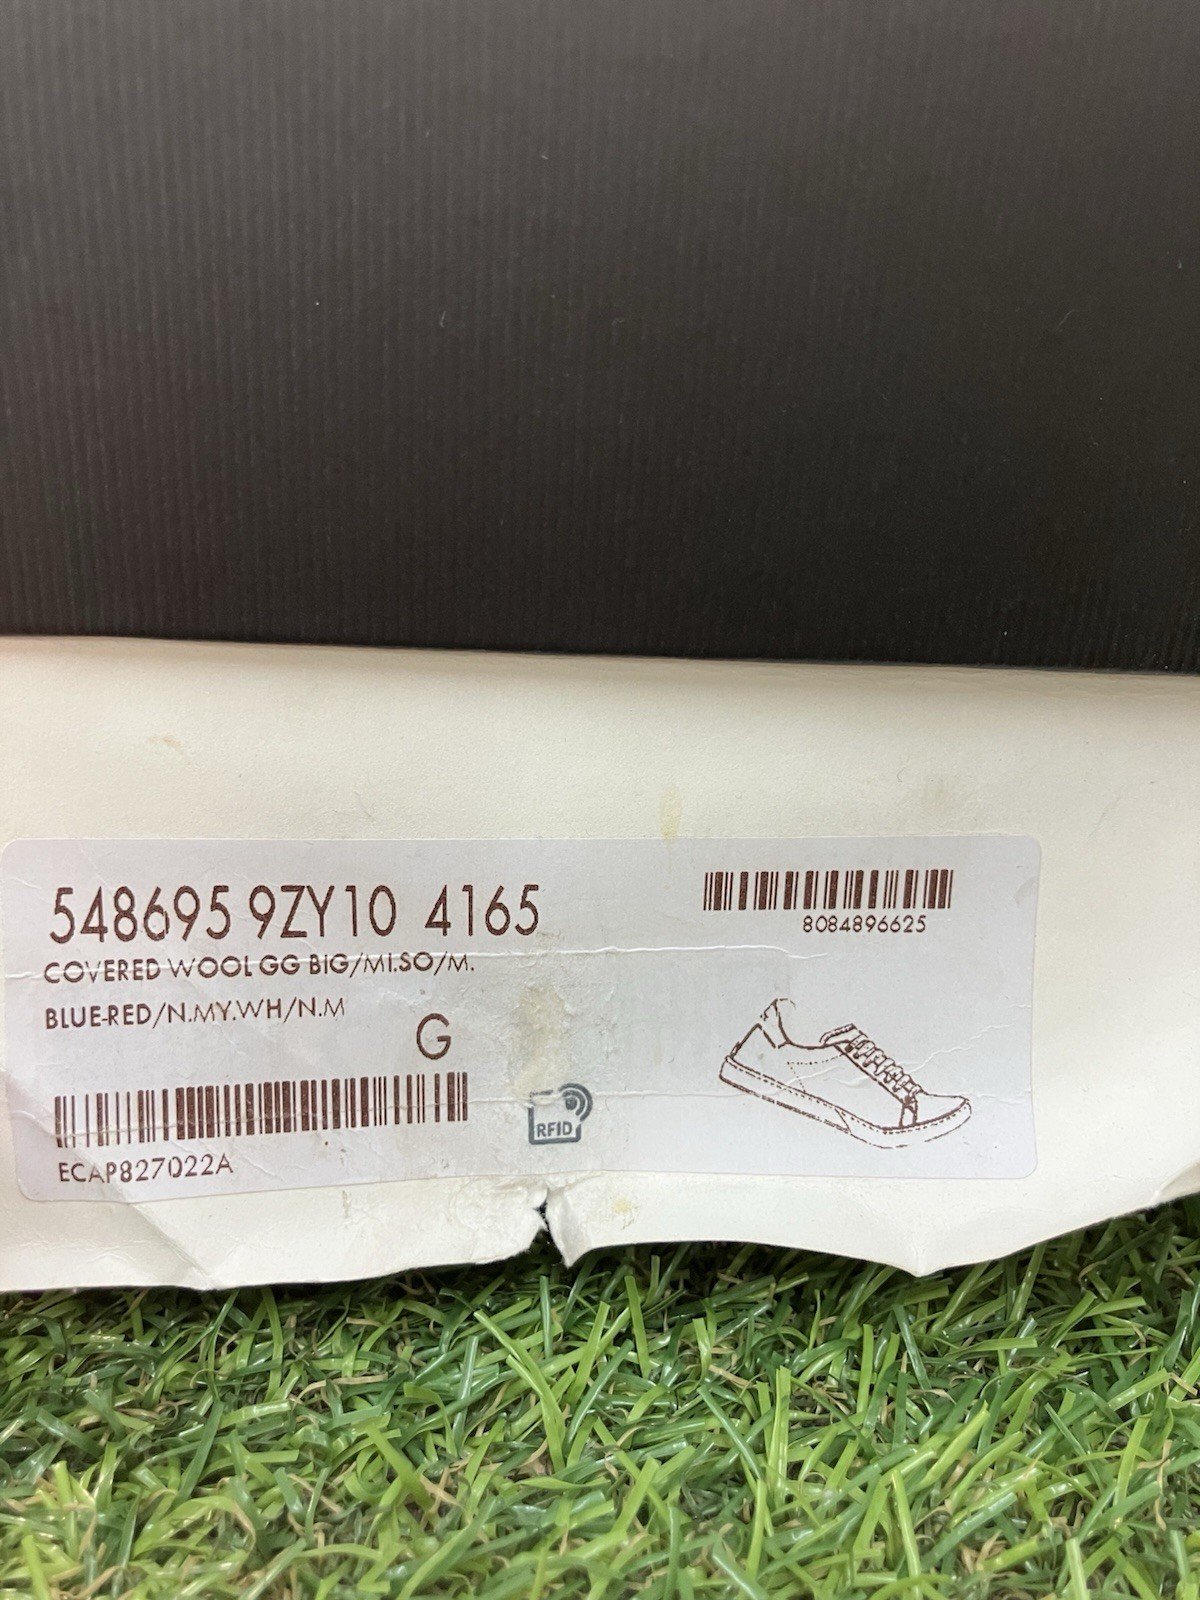 548695 9ZY10 4165
COVERED WOOL GG BIG/MI.SO/M.
BLUE-RED/N.MY.WH/N.M
G
ECAP827022A
RFID
8084896625